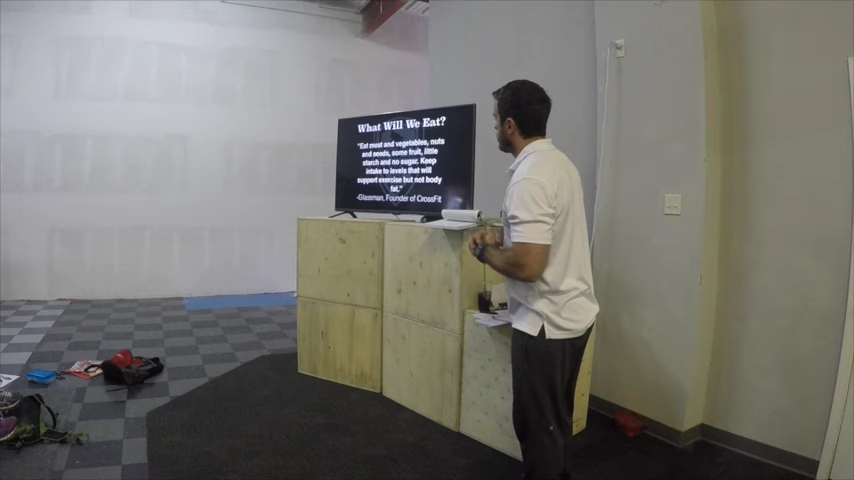 What Will We Eat?
"Eat meat and vegetables, nuts
and seeds, some fruit, little
starch and no sugar. Keep
intake to levels that will
support exercise but not body
fat."
-Glassman, Founder of CrossFit